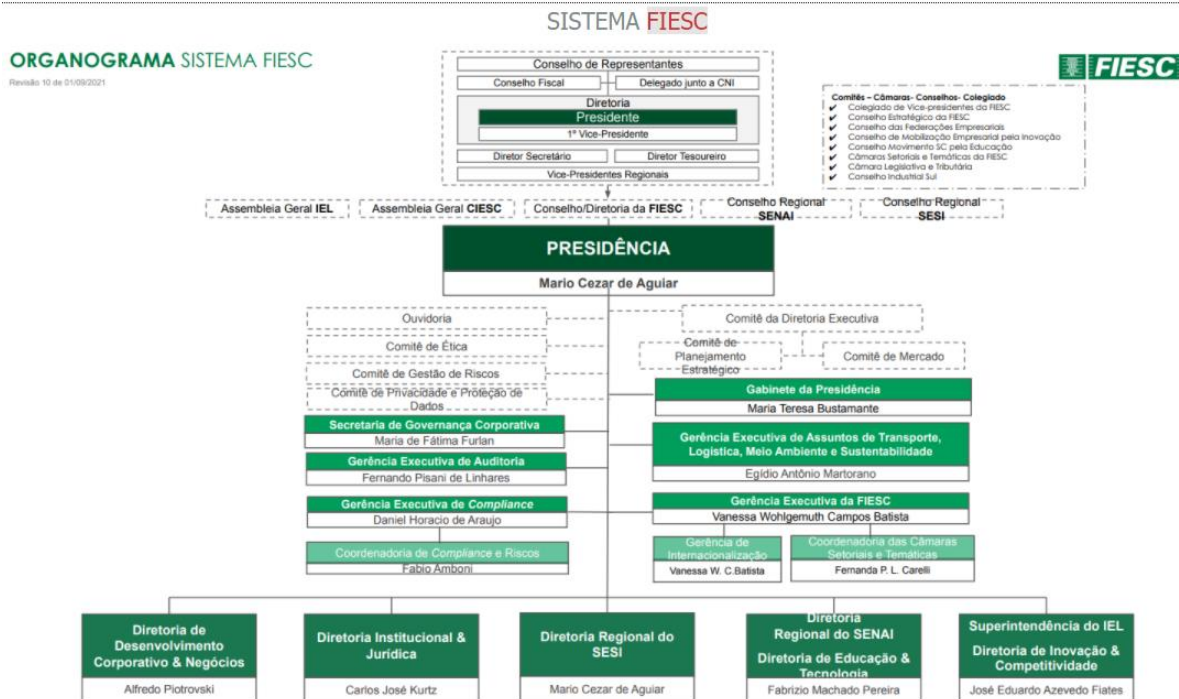 SISTEMA FIESC
ORGANOGRAMA SISTEMA FIESC
Revisão 10 de 01/09/2021
FIESC
Conselho de Representantes
Conselho Fiscal
Delegado junto a CNI
Diretoria
Presidente
1º Vice-Presidente
Diretor Secretário
Diretor Tesoureiro
Vice-Presidentes Regionais
Comitês – Câmaras- Conselhos- Colegiado
✔ Colegiado de Vice-presidentes da FIESC
✔ Conselho Estratégico da FIESC
✔ Conselho das Federações Empresariais
✔ Conselho de Mobilização Empresarial pela Inovação
✔ Conselho Movimento SC pela Educação
✔ Câmaras Setoriais e Temáticas da FIESC
✔ Câmara Legislativa e Tributária
✔ Conselho Industrial Sul
Assembleia Geral IEL
Assembleia Geral CIESC
Conselho/Diretoria da FIESC
Conselho Regional
SENAI
Conselho Regional
SESI
PRESIDÊNCIA
Mario Cezar de Aguiar
Ouvidoria
Comitê de Ética
Comitê de Gestão de Riscos
Comitê de Privacidade e Proteção de
Dados
Comitê da Diretoria Executiva
Comitê de
Planejamento
Estratégico
Comitê de Mercado
Gabinete da Presidência
Maria Teresa Bustamante
Secretaria de Governança Corporativa
Maria de Fátima Furlan
Gerência Executiva de Assuntos de Transporte,
Logística, Meio Ambiente e Sustentabilidade
Egídio Antônio Martorano
Gerência Executiva de Auditoria
Fernando Pisani de Linhares
Gerência Executiva de Compliance
Daniel Horacio de Araujo
Gerência Executiva da FIESC
Vanessa Wohlgemuth Campos Batista
Coordenadoria de Compliance e Riscos
Fabio Amboni
Gerência de
Internacionalização
Vanessa W. C.Batista
Coordenadoria das Câmaras
Setoriais e Temáticas
Fernanda P. L. Carelli
Diretoria de
Desenvolvimento
Corporativo & Negócios
Alfredo Piotrovski
Diretoria Institucional &
Jurídica
Carlos José Kurtz
Diretoria Regional do
SESI
Mario Cezar de Aguiar
Diretoria
Regional do SENAI
Diretoria de Educação &
Tecnologia
Fabrizio Machado Pereira
Superintendência do IEL
Diretoria de Inovação &
Competitividade
José Eduardo Azevedo Fiates